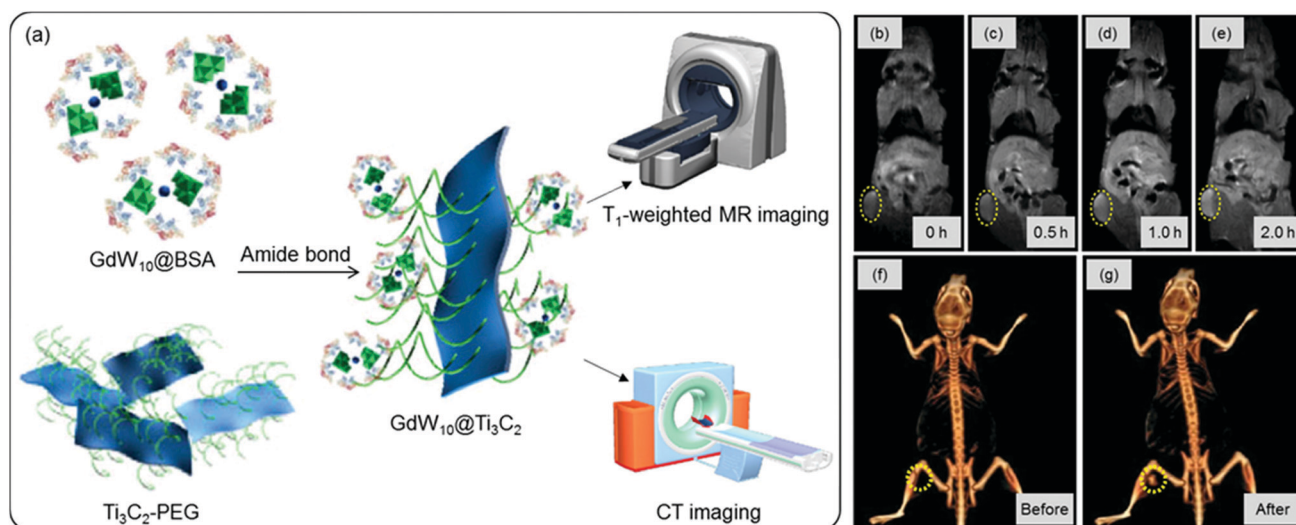 (a)
GdW₁₀@BSA
Amide bond
Ti₃C₂-PEG
GdW₁₀@Ti₃C₂
T₁-weighted MR imaging
CT imaging
(b)
0 h
(c)
0.5 h
(d)
1.0 h
(e)
2.0 h
(f)
Before
(g)
After